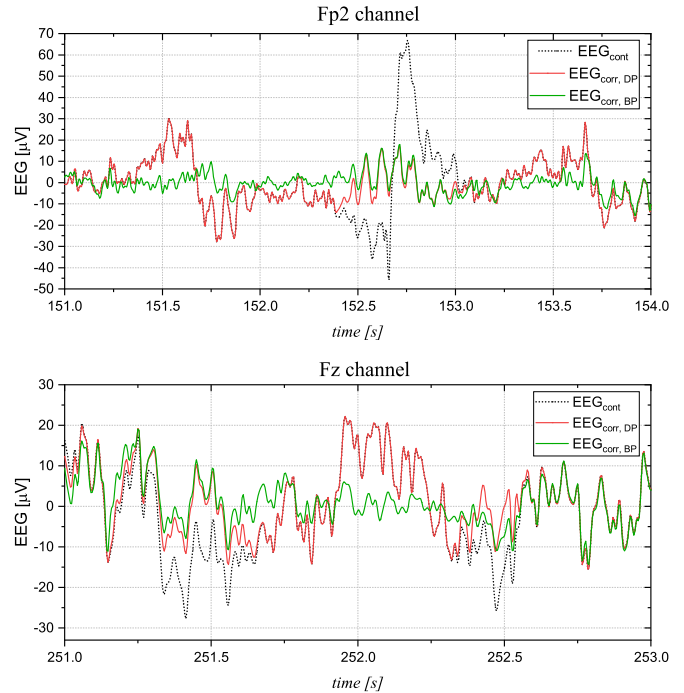 Fp2 channel
70
60
50
40
30
20
10
0
-10
-20
-30
-40
-50
EEG [µV]
EEGcont
EEGcorr, DP
EEGcorr, BP
151.0 151.5 152.0 152.5 153.0 153.5 154.0
time [s]
Fz channel
30
20
10
0
-10
-20
-30
EEG [µV]
EEGcont
EEGcorr, DP
EEGcorr, BP
251.0 251.5 252.0 252.5 253.0
time [s]